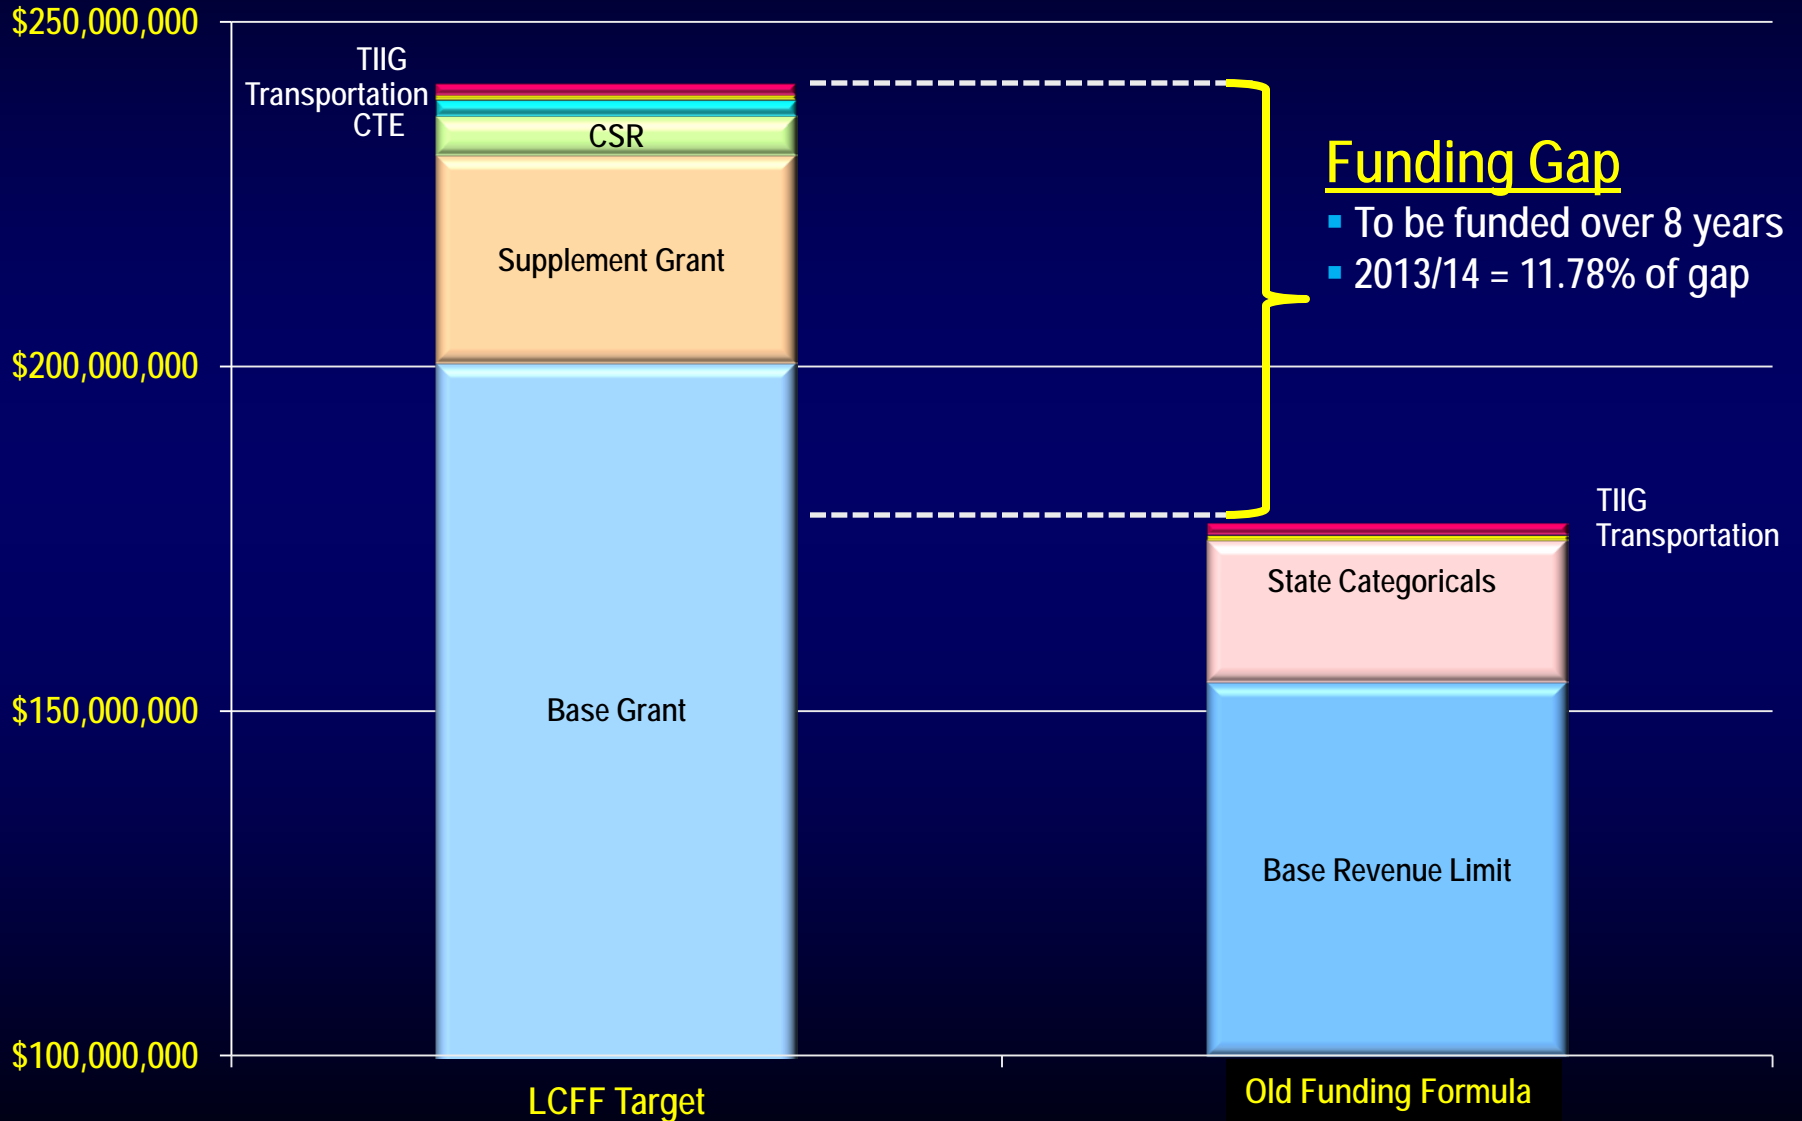 $250,000,000
TIIG
Transportation
CTE
CSR
Funding Gap
▪ To be funded over 8 years
▪ 2013/14 = 11.78% of gap
Supplement Grant
$200,000,000
TIIG
Transportation
State Categoricals
$150,000,000
Base Grant
Base Revenue Limit
$100,000,000
LCFF Target
Old Funding Formula